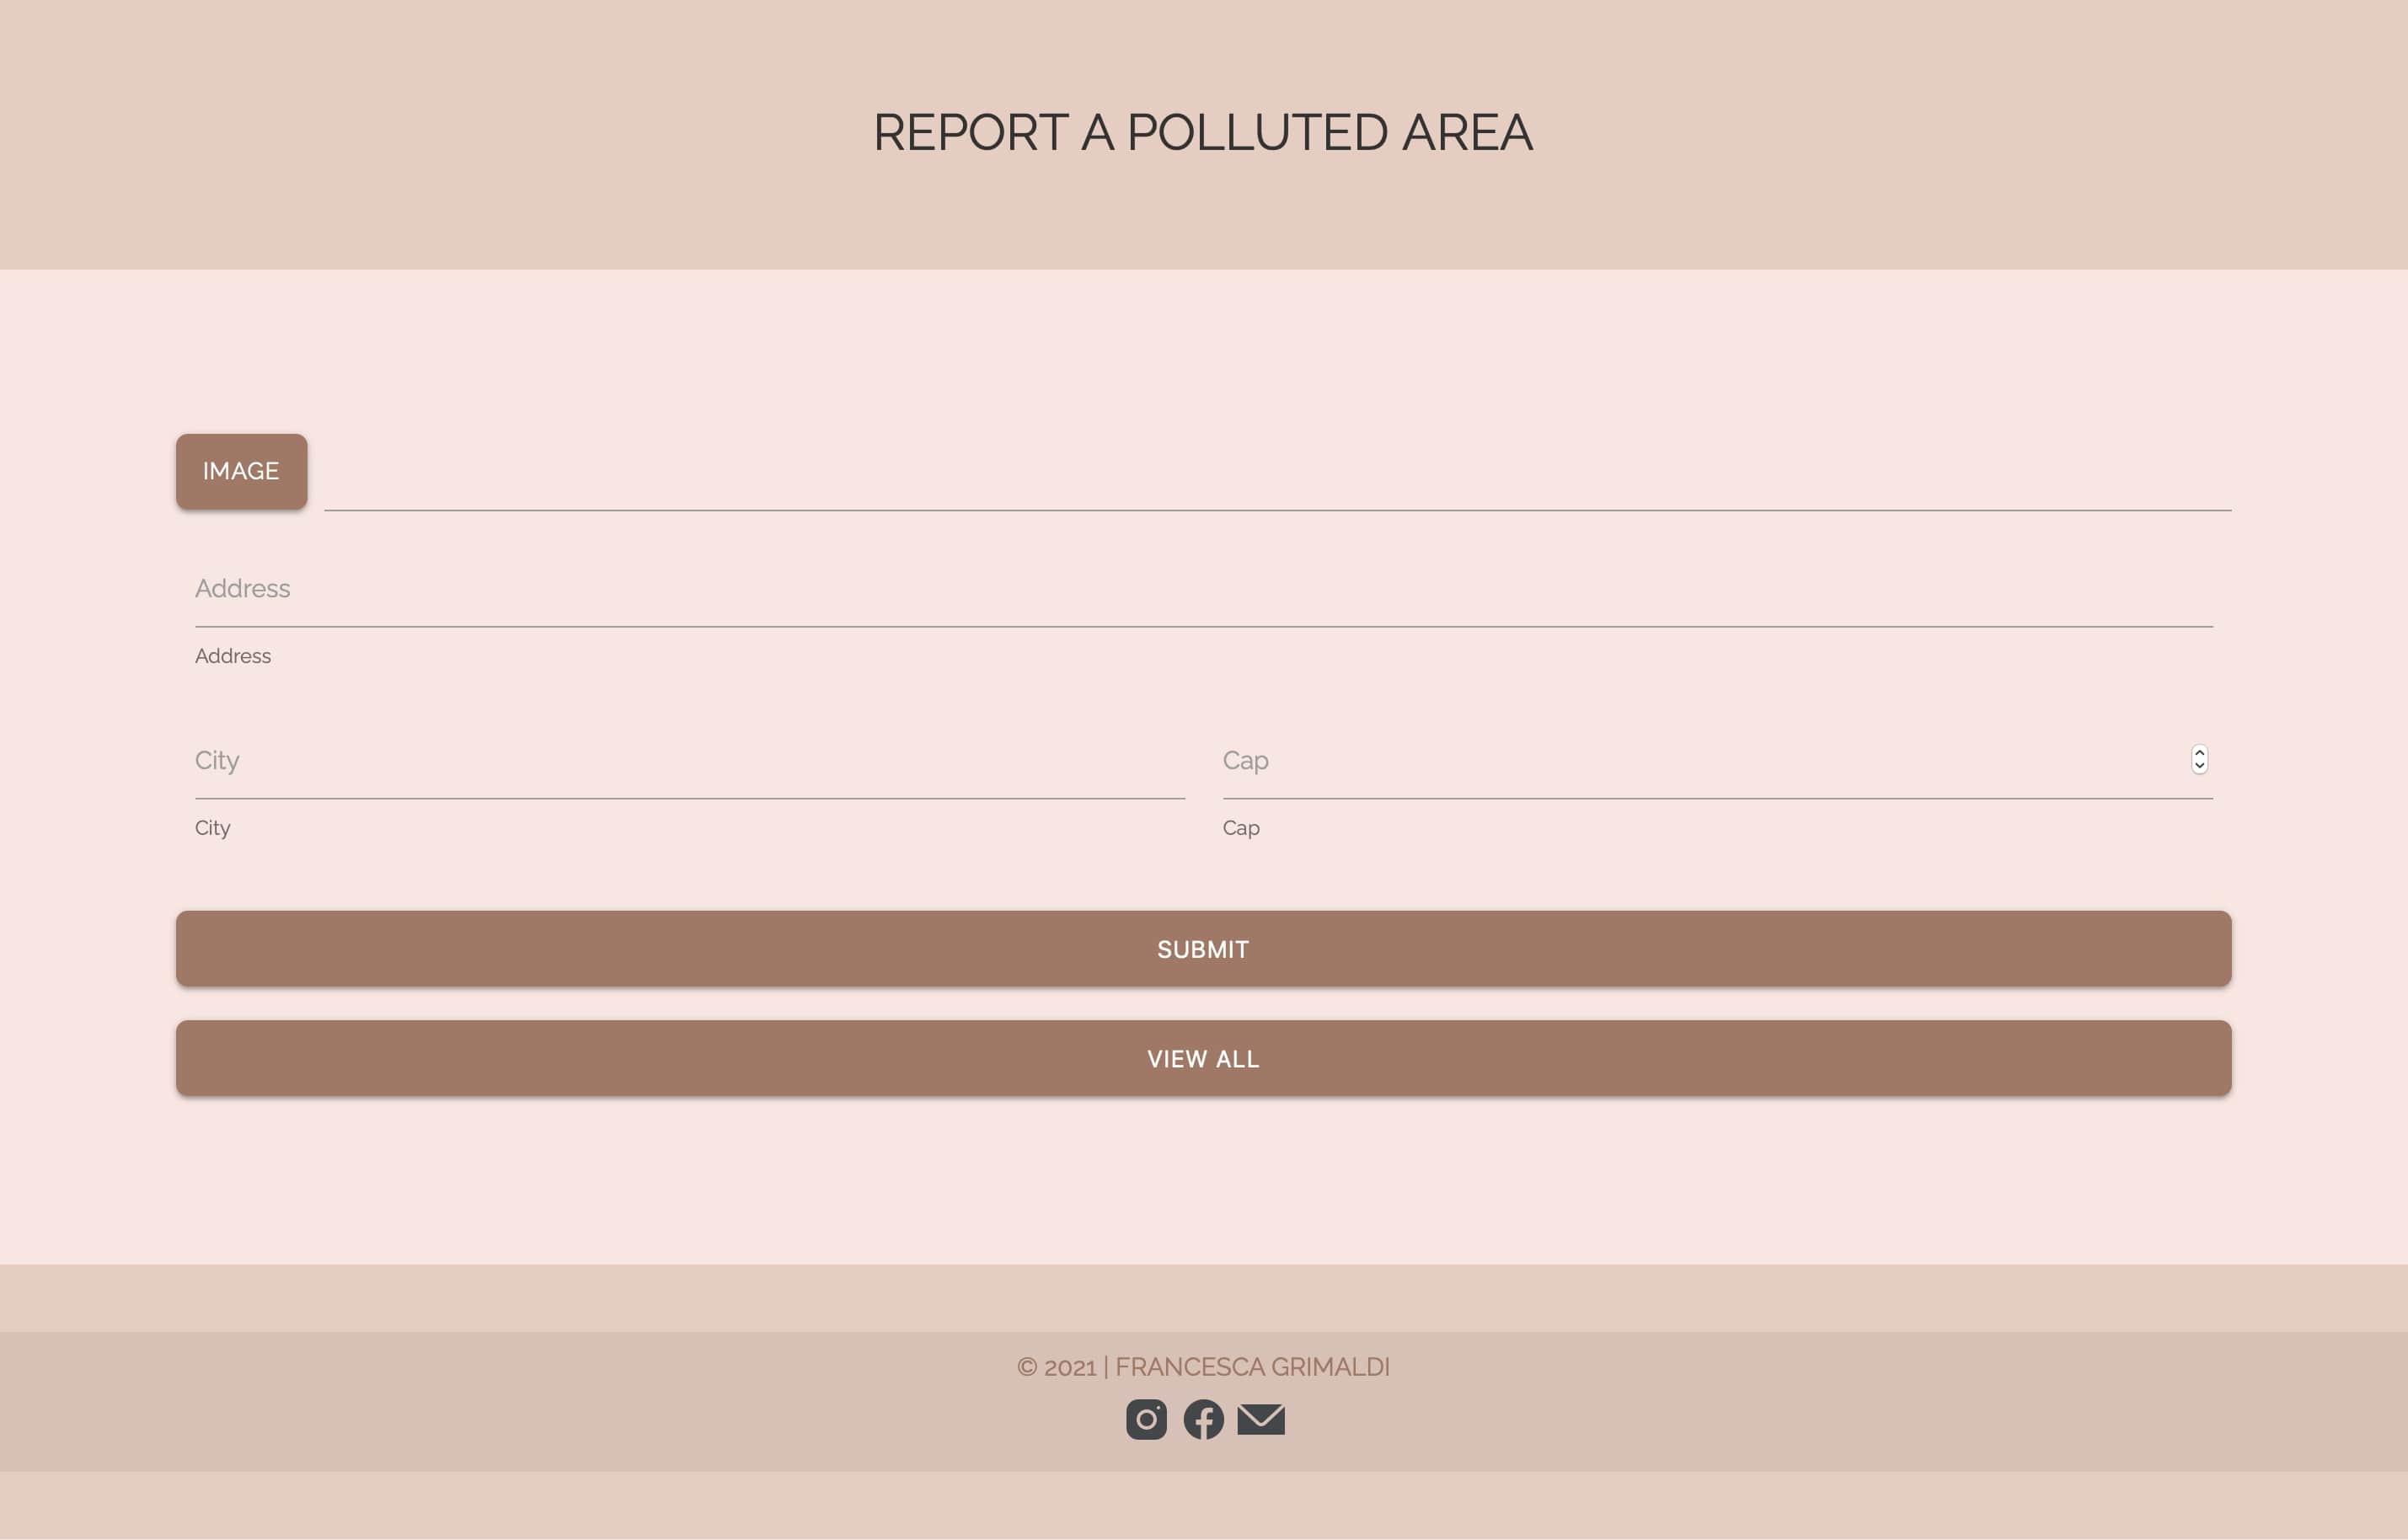 REPORT A POLLUTED AREA
IMAGE
Address
Address
City
Cap
City
Cap
SUBMIT
VIEW ALL
© 2021 | FRANCESCA GRIMALDI